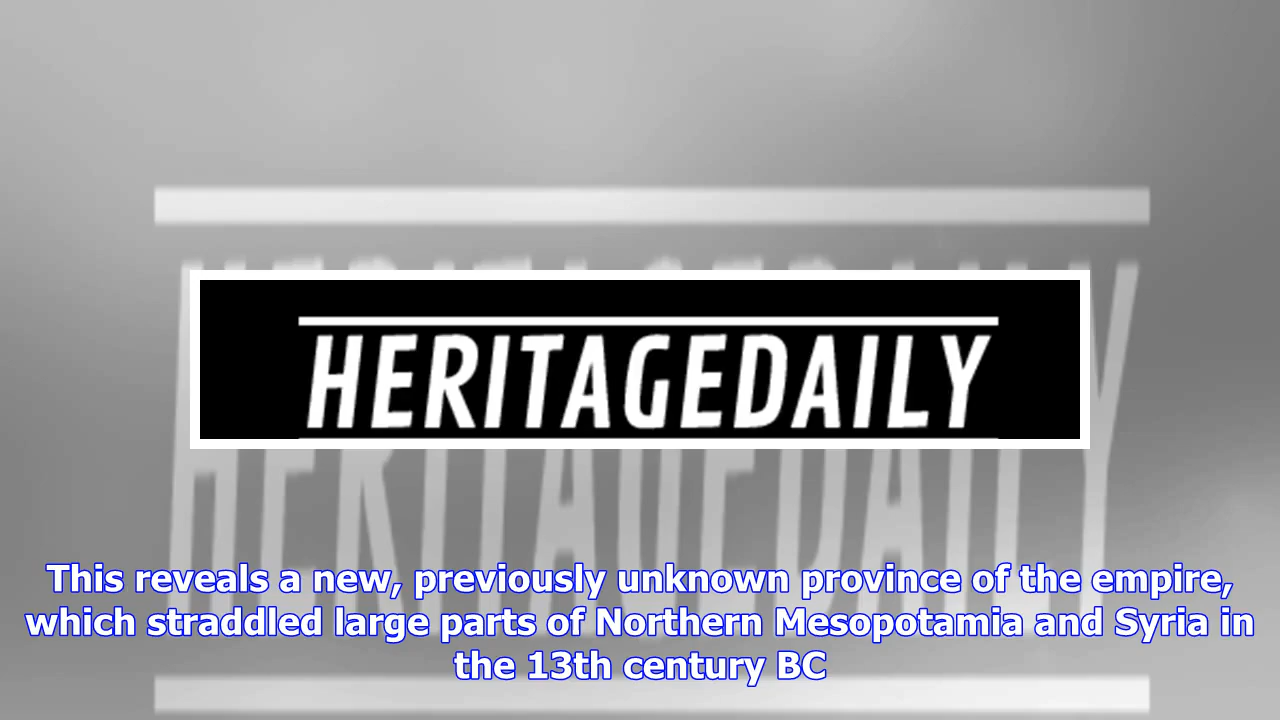 HERITAGEDAILY
HERITAGEDAILY
This reveals a new, previously unknown province of the empire,
which straddled large parts of Northern Mesopotamia and Syria in
the 13th century BC